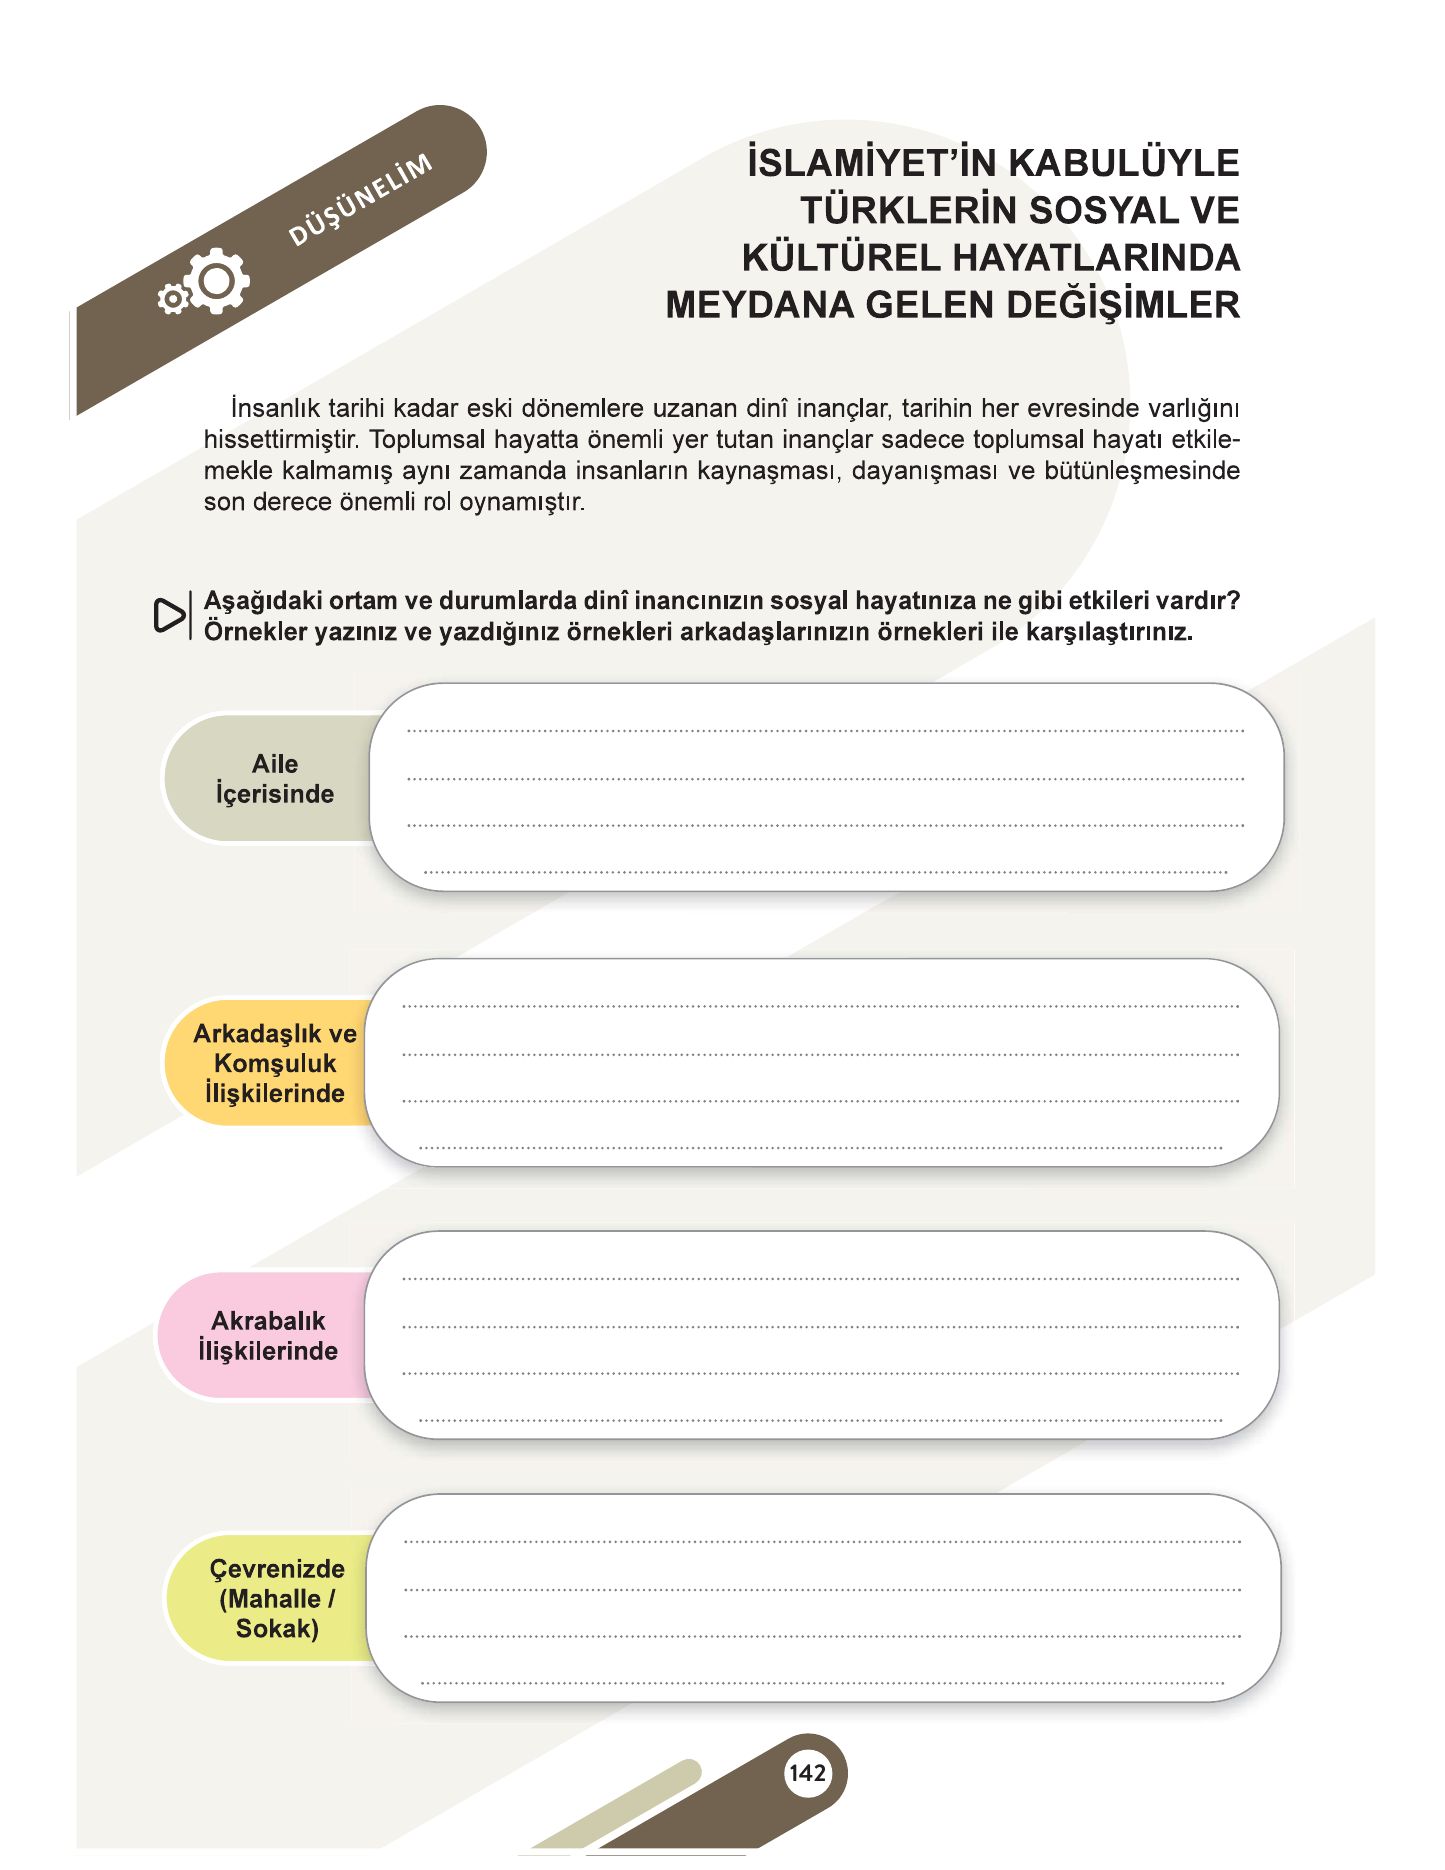 DÜŞÜNELİM
İSLAMİYET’İN KABULÜYLE
TÜRKLERİN SOSYAL VE
KÜLTÜREL HAYATLARINDA
MEYDANA GELEN DEĞİŞİMLER
İnsanlık tarihi kadar eski dönemlere uzanan dinî inançlar, tarihin her evresinde varlığını
hissettirmiştir. Toplumsal hayatta önemli yer tutan inançlar sadece toplumsal hayatı etkile-
mekle kalmamış aynı zamanda insanların kaynaşması, dayanışması ve bütünleşmesinde
son derece önemli rol oynamıştır.
Aşağıdaki ortam ve durumlarda dinî inancınızın sosyal hayatınıza ne gibi etkileri vardır?
Örnekler yazınız ve yazdığınız örnekleri arkadaşlarınızın örnekleri ile karşılaştırınız.
Aile
İçerisinde
Arkadaşlık ve
Komşuluk
İlişkilerinde
Akrabalık
İlişkilerinde
Çevrenizde
(Mahalle /
Sokak)
142